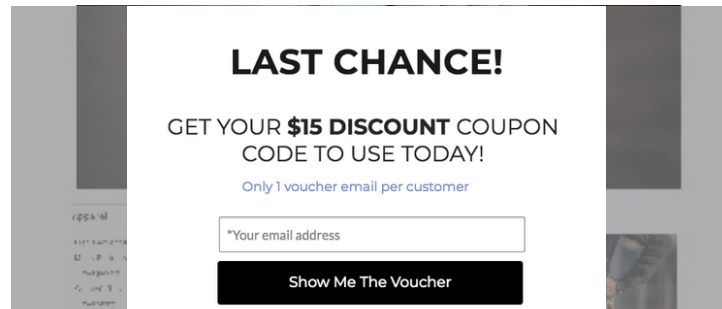 LAST CHANCE!
GET YOUR $15 DISCOUNT COUPON
CODE TO USE TODAY!
Only 1 voucher email per customer
*Your email address
Show Me The Voucher